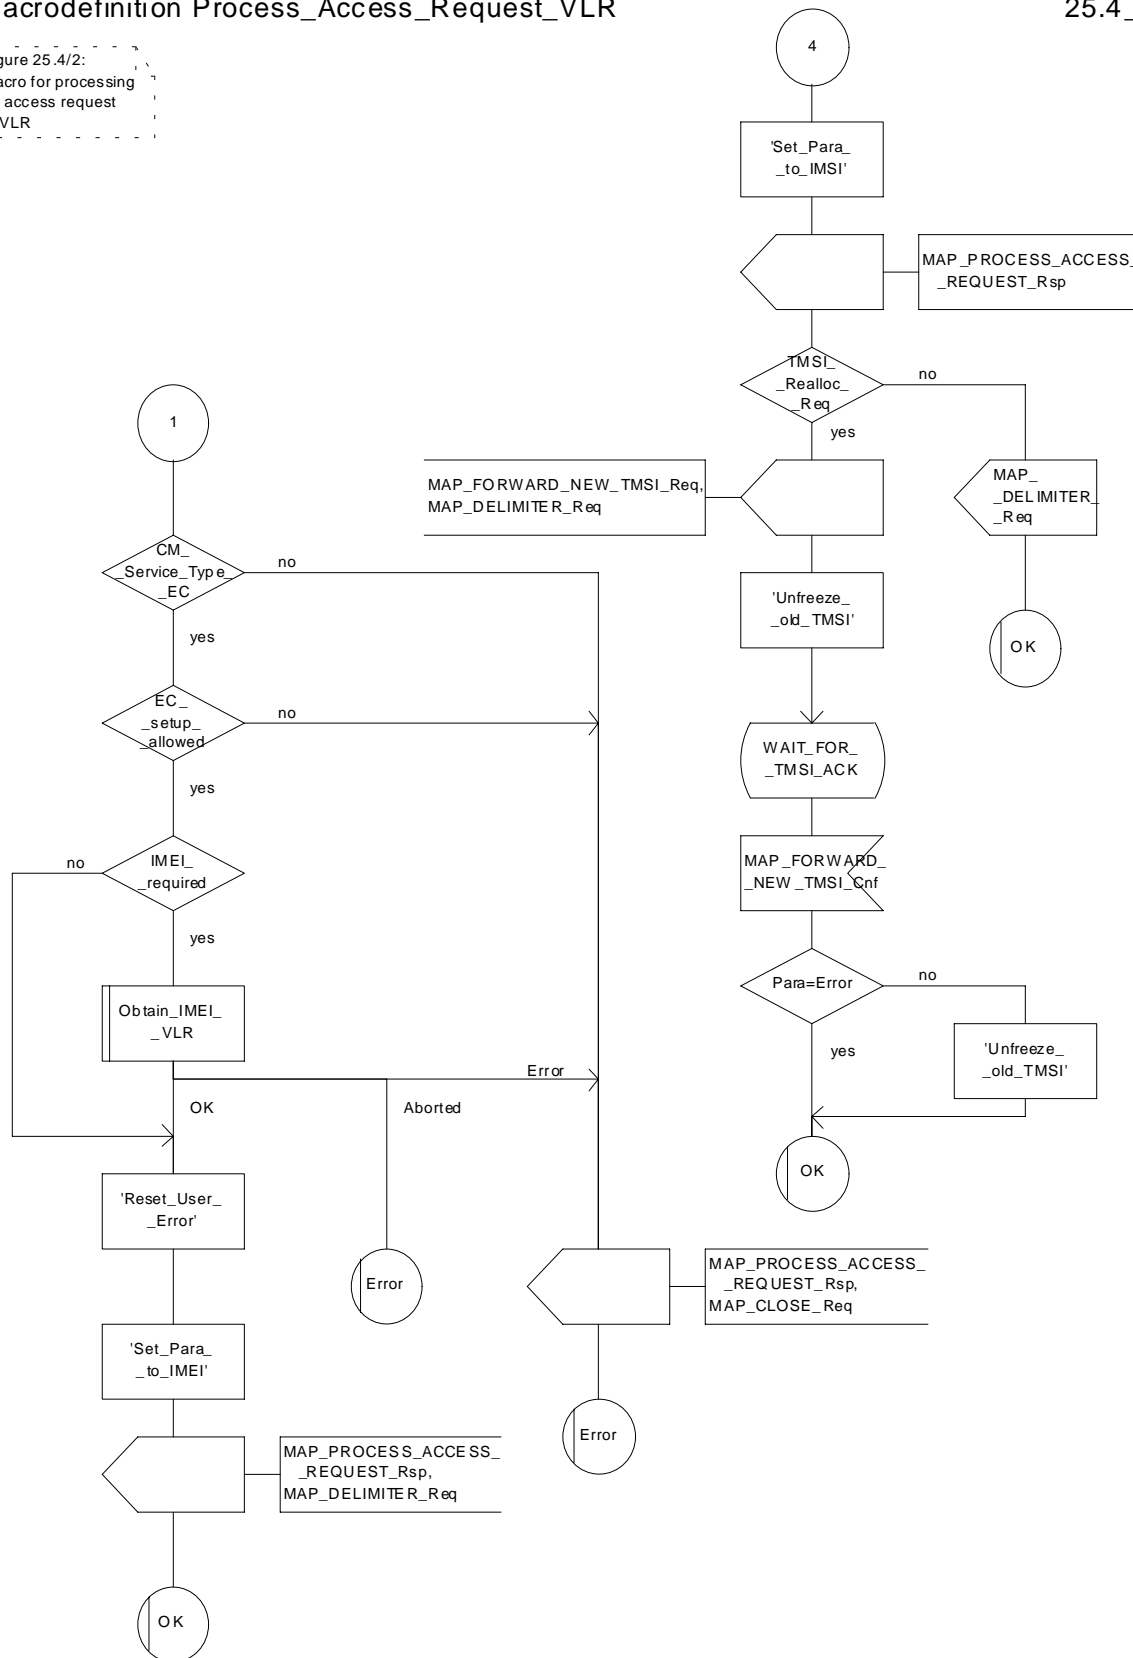 acrodefinition Process_Access_Request_VLR
25.4_
gure 25.4/2:
acro for processing
access request
VLR
1
CM_
_Service_Type_
_EC
no
yes
EC_
_setup_
_allowed
no
yes
IMEI_
_required
no
yes
Obtain_IMEI_
_VLR
Error
OK
Aborted
'Reset_User_
_Error'
Error
'Set_Para_
_to_IMEI'
MAP_PROCESS_ACCESS_
_REQUEST_Rsp,
MAP_DELIMITER_Req
OK
MAP_PROCESS_ACCESS_
_REQUEST_Rsp,
MAP_CLOSE_Req
Error
4
'Set_Para_
_to_IMSI'
MAP_PROCESS_ACCESS_
_REQUEST_Rsp
TMSI_
_Realloc_
_Req
no
yes
MAP_FORWARD_NEW_TMSI_Req,
MAP_DELIMITER_Req
MAP_
_DELIMITER_
_Req
'Unfreeze_
_old_TMSI'
OK
WAIT_FOR_
_TMSI_ACK
MAP_FORWARD_
_NEW_TMSI_Cnf
Para=Error
no
yes
'Unfreeze_
_old_TMSI'
OK